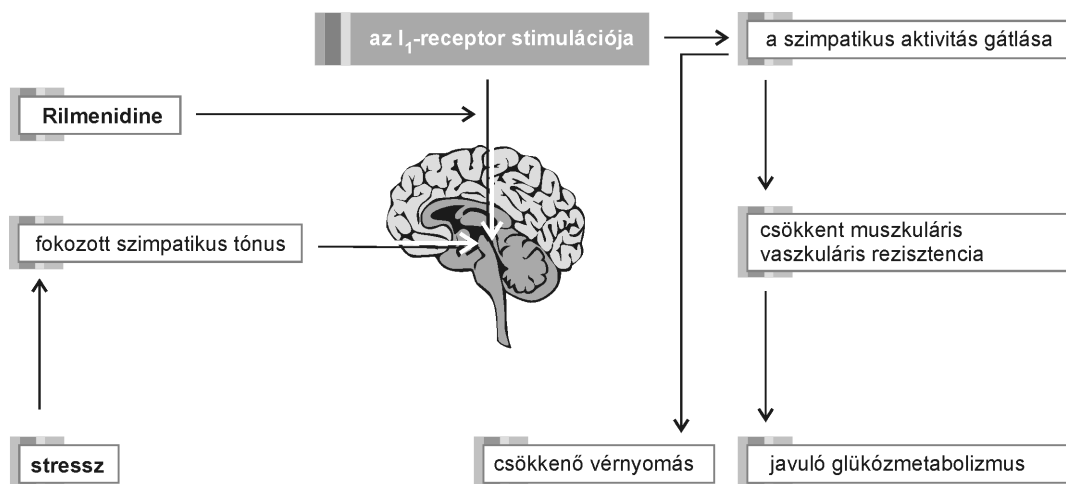 az I₁-receptor stimulációja
a szimpatikus aktivitás gátlása
Rilmenidine
fokozott szimpatikus tónus
csökkent muszkuláris
vaszkuláris rezisztencia
stressz
csökkenő vérnyomás
javuló glükózmetabolizmus